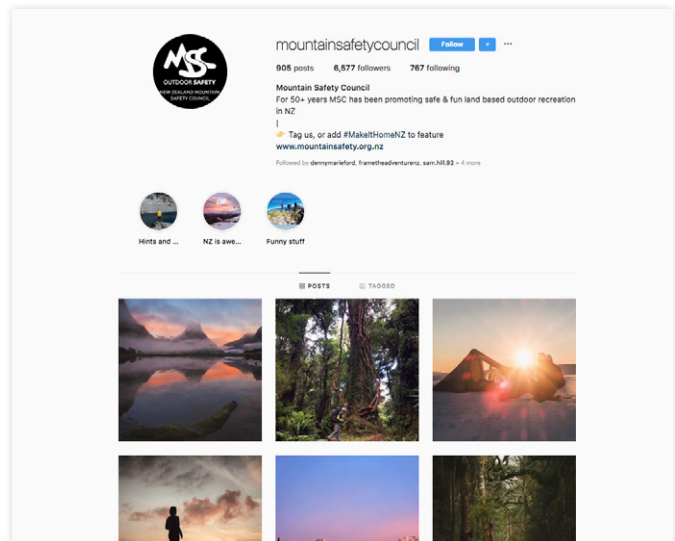 MSC
OUTDOOR SAFETY
NEW ZEALAND MOUNTAIN
SAFETY COUNCIL
mountainsafetycouncil Follow ▾ ···
905 posts 6,577 followers 767 following
Mountain Safety Council
For 50+ years MSC has been promoting safe & fun land based outdoor recreation
in NZ
|
👉 Tag us, or add #MakeItHomeNZ to feature
www.mountainsafety.org.nz
Followed by dennymarieford, frametheadventurenz, sam.hill.92 + 4 more
Hints and ... NZ is awe... Funny stuff
POSTS TAGGED